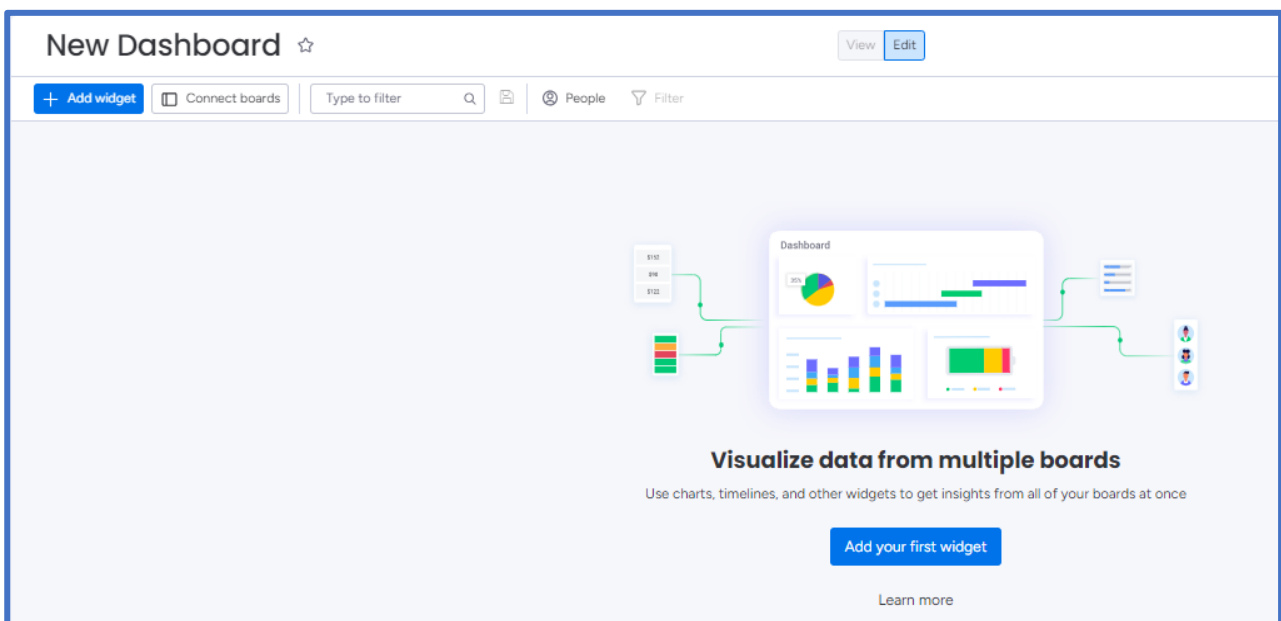 New Dashboard
View Edit
Add widget Connect boards Type to filter People Filter
Dashboard
$123
35%
Visualize data from multiple boards
Use charts, timelines, and other widgets to get insights from all of your boards at once
Add your first widget
Learn more